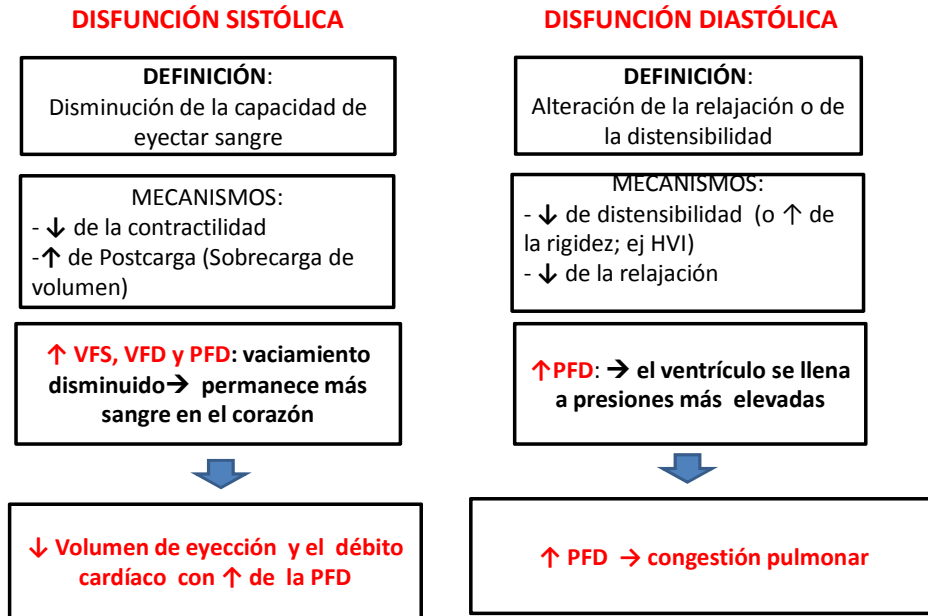 DISFUNCIÓN SISTÓLICA
DEFINICIÓN:
Disminución de la capacidad de
eyectar sangre
MECANISMOS:
- ↓ de la contractilidad
-↑ de Postcarga (Sobrecarga de
volumen)
↑ VFS, VFD y PFD: vaciamiento
disminuido→ permanece más
sangre en el corazón
↓ Volumen de eyección y el débito
cardíaco con ↑ de la PFD
DISFUNCIÓN DIASTÓLICA
DEFINICIÓN:
Alteración de la relajación o de
la distensibilidad
MECANISMOS:
- ↓ de distensibilidad (o ↑ de
la rigidez; ej HVI)
- ↓ de la relajación
↑PFD: → el ventrículo se llena
a presiones más elevadas
↑ PFD → congestión pulmonar